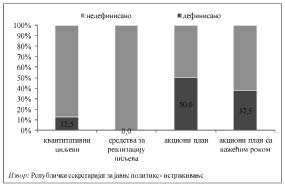 недефинисано дефинисано
100%
90%
80%
70%
60%
50%
40%
30%
20%
10%
0%
12,5
0,0
50,0
37,5
квантитативни циљеви
средства за реализацију циљева
акциони план
акциони план са важећим роком
Извор: Републички секретаријат за јавне политике - истраживање